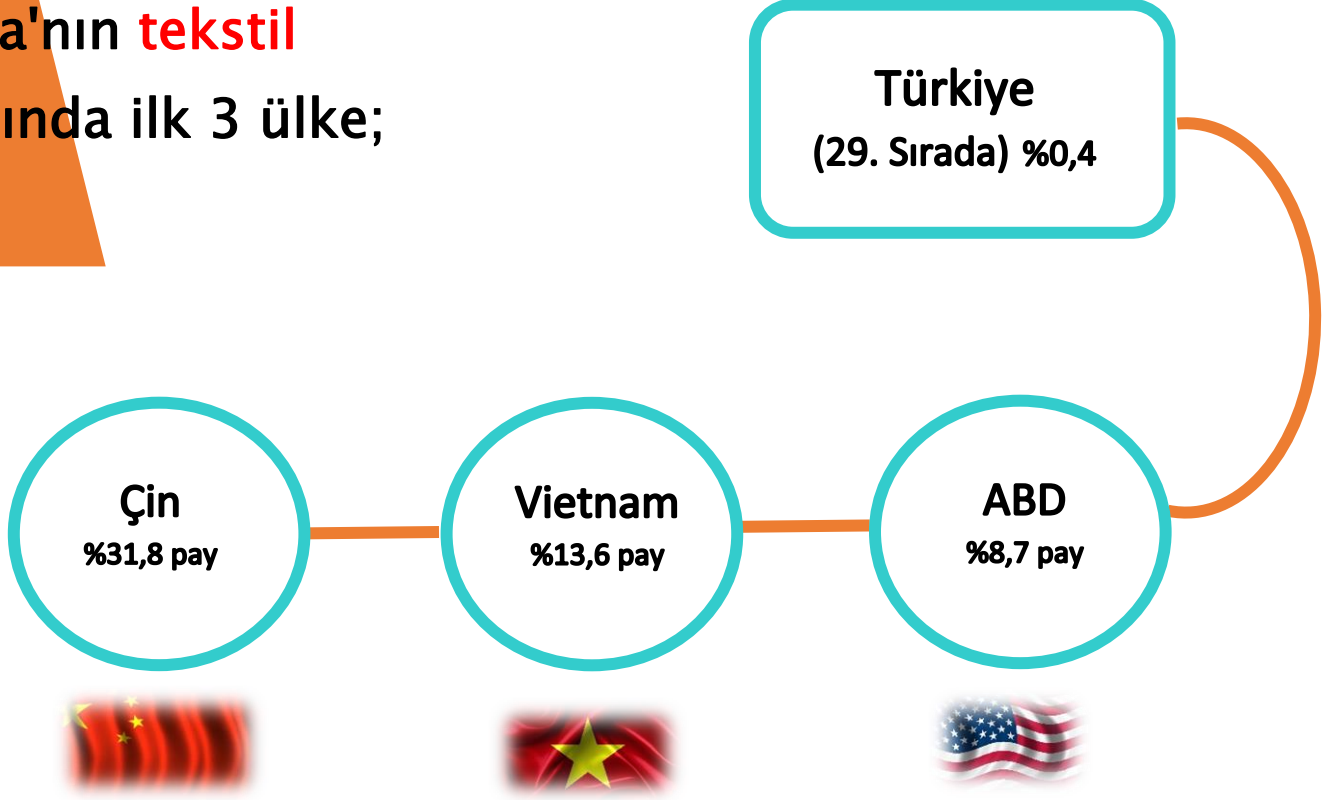 a'nın tekstil
ında ilk 3 ülke;
Türkiye
(29. Sırada) %0,4
Çin
%31,8 pay
Vietnam
%13,6 pay
ABD
%8,7 pay